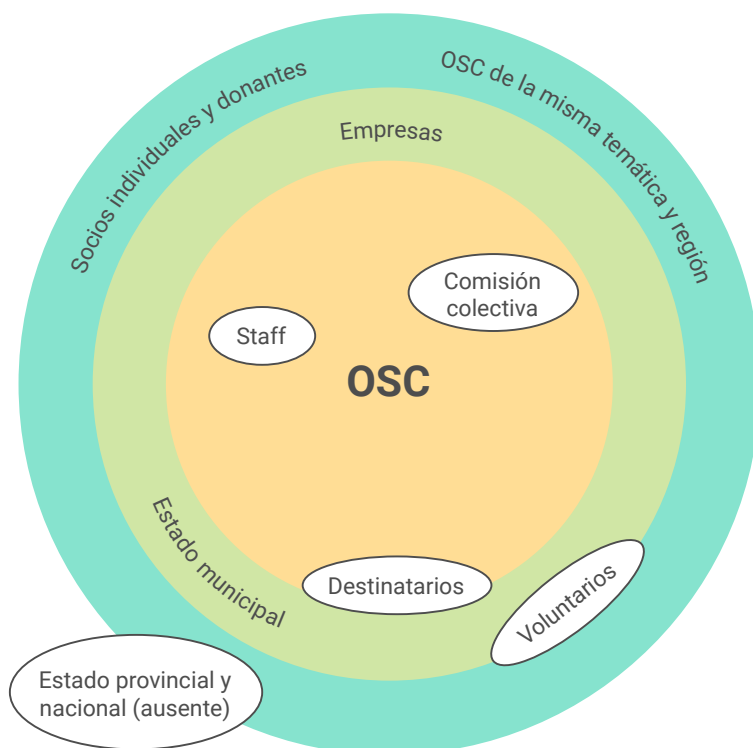 Socios individuales y donantes
OSC de la misma temática y región
Empresas
Comisión
colectiva
Staff
OSC
Estado municipal
Destinatarios
Voluntarios
Estado provincial y
nacional (ausente)